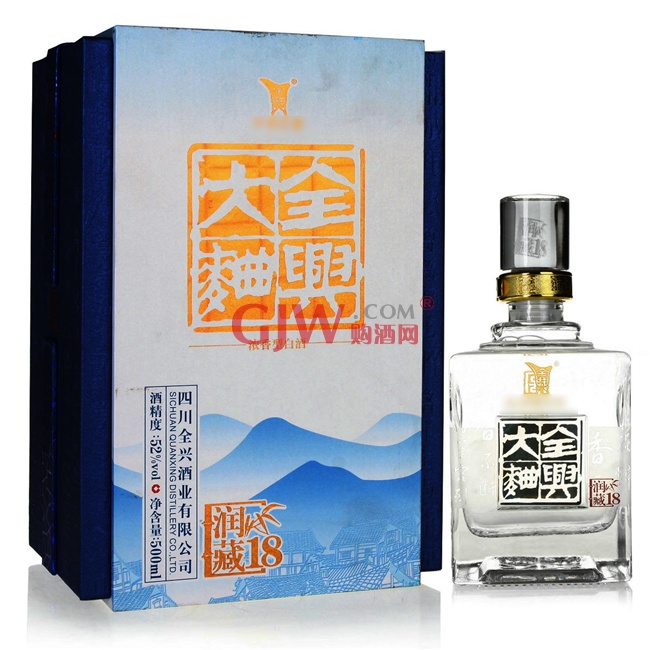 全興
大麯
浓香型白酒
四川全兴酒业有限公司
SICHUAN QUANXING DISTILLERY CO.,LTD.
酒精度:52%vol 净含量:500ml
润
藏18
GJW.COM®
购酒网
全興
大麯
润
藏18